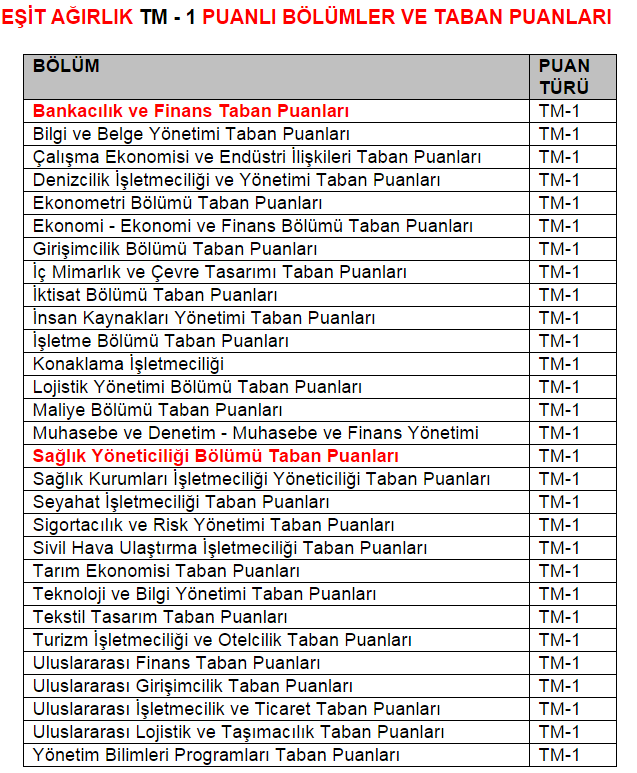 EŞİT AĞIRLIK TM - 1 PUANLI BÖLÜMLER VE TABAN PUANLARI
BÖLÜM PUAN TÜRÜ
Bankacılık ve Finans Taban Puanları TM-1
Bilgi ve Belge Yönetimi Taban Puanları TM-1
Çalışma Ekonomisi ve Endüstri İlişkileri Taban Puanları TM-1
Denizcilik İşletmeciliği ve Yönetimi Taban Puanları TM-1
Ekonometri Bölümü Taban Puanları TM-1
Ekonomi - Ekonomi ve Finans Bölümü Taban Puanları TM-1
Girişimcilik Bölümü Taban Puanları TM-1
İç Mimarlık ve Çevre Tasarımı Taban Puanları TM-1
İktisat Bölümü Taban Puanları TM-1
İnsan Kaynakları Yönetimi Taban Puanları TM-1
İşletme Bölümü Taban Puanları TM-1
Konaklama İşletmeciliği TM-1
Lojistik Yönetimi Bölümü Taban Puanları TM-1
Maliye Bölümü Taban Puanları TM-1
Muhasebe ve Denetim - Muhasebe ve Finans Yönetimi TM-1
Sağlık Yöneticiliği Bölümü Taban Puanları TM-1
Sağlık Kurumları İşletmeciliği Yöneticiliği Taban Puanları TM-1
Seyahat İşletmeciliği Taban Puanları TM-1
Sigortacılık ve Risk Yönetimi Taban Puanları TM-1
Sivil Hava Ulaştırma İşletmeciliği Taban Puanları TM-1
Tarım Ekonomisi Taban Puanları TM-1
Teknoloji ve Bilgi Yönetimi Taban Puanları TM-1
Tekstil Tasarım Taban Puanları TM-1
Turizm İşletmeciliği ve Otelcilik Taban Puanları TM-1
Uluslararası Finans Taban Puanları TM-1
Uluslararası Girişimcilik Taban Puanları TM-1
Uluslararası İşletmecilik ve Ticaret Taban Puanları TM-1
Uluslararası Lojistik ve Taşımacılık Taban Puanları TM-1
Yönetim Bilimleri Programları Taban Puanları TM-1